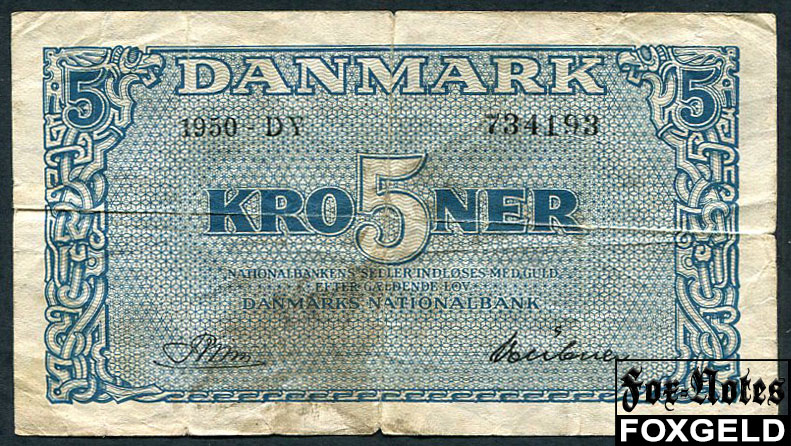 5 DANMARK 5
1950 - DY 734193
KRO5NER
NATIONALBANKENS SEDLER INDLØSES MED GULD
EFTER GÆLDENDE LOV
DANMARKS NATIONALBANK
Fox-Notes
FOXGELD